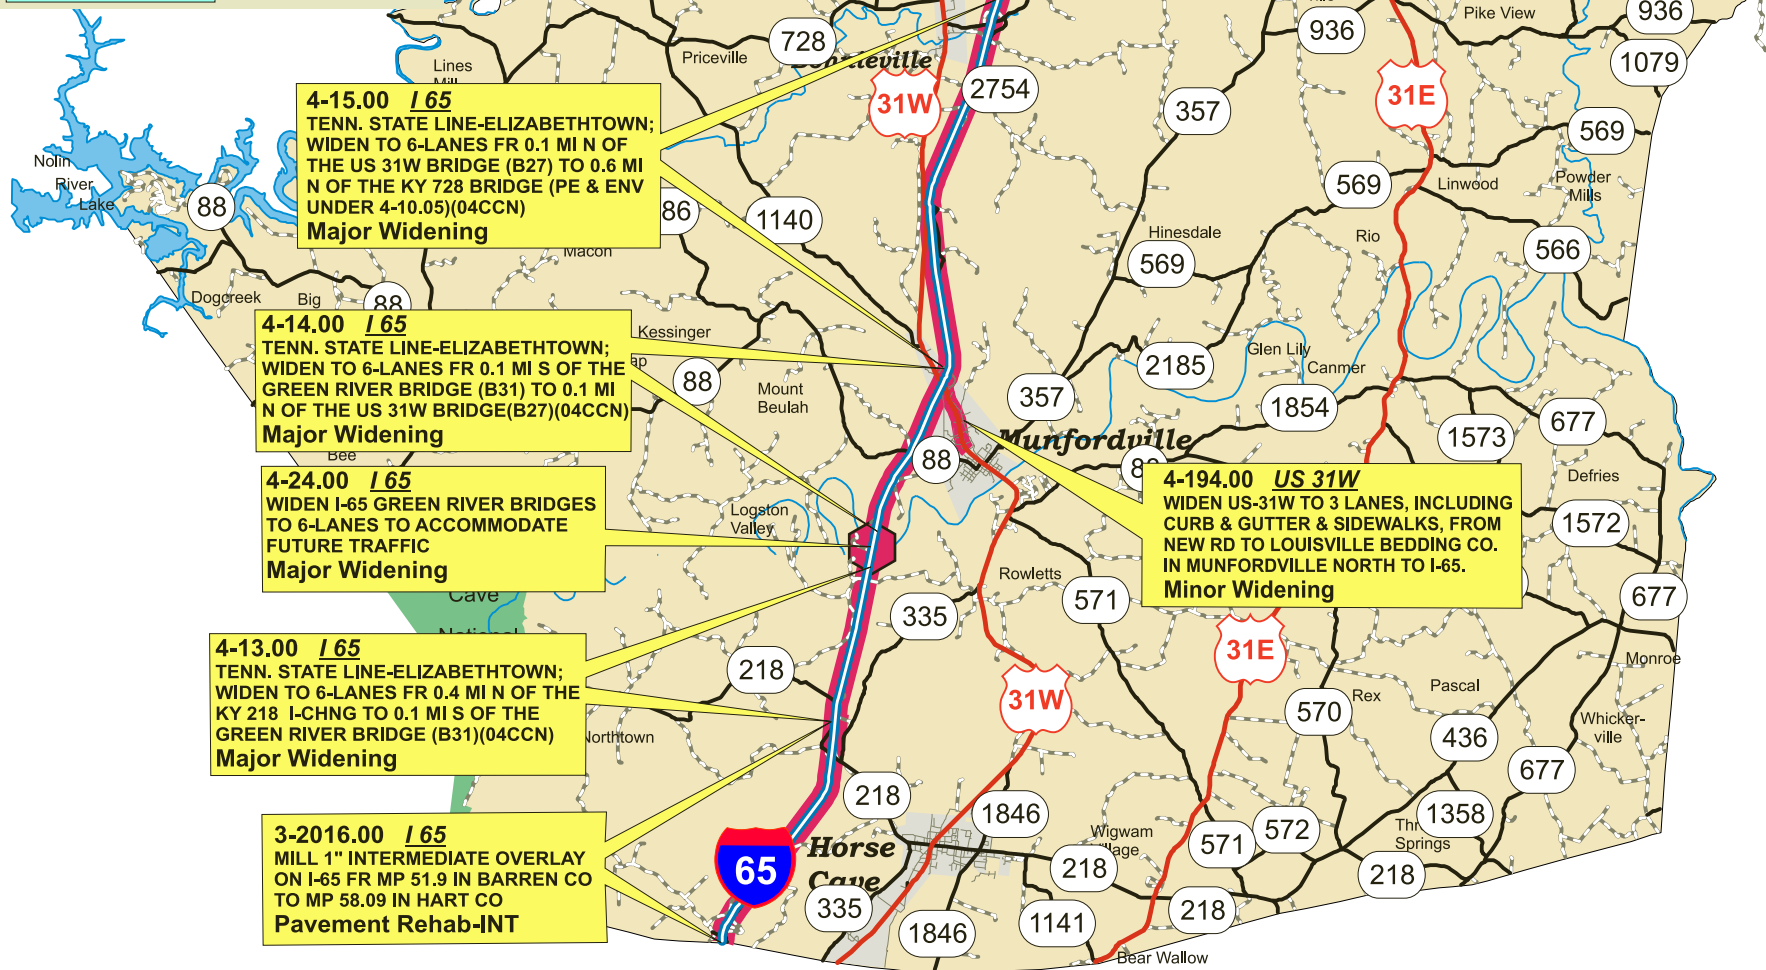 936
Pike View
936
1079
728
Priceville
Lines
31W
2754
31E
357
569
4-15.00 I 65
TENN. STATE LINE-ELIZABETHTOWN;
WIDEN TO 6-LANES FR 0.1 MI N OF
THE US 31W BRIDGE (B27) TO 0.6 MI
N OF THE KY 728 BRIDGE (PE & ENV
UNDER 4-10.05)(04CCN)
Major Widening
Nolin
River
Lake
88
86
1140
Macon
569
Linwood
Powder
Mills
Hinesdale
569
Rio
566
Dogcreek
Big
88
Kessinger
4-14.00 I 65
TENN. STATE LINE-ELIZABETHTOWN;
WIDEN TO 6-LANES FR 0.1 MI S OF THE
GREEN RIVER BRIDGE (B31) TO 0.1 MI
N OF THE US 31W BRIDGE(B27)(04CCN)
Major Widening
88
Mount
Beulah
357
2185
Glen Lily
Canmer
1854
1573
677
Munfordville
88
Bee
4-24.00 I 65
WIDEN I-65 GREEN RIVER BRIDGES
TO 6-LANES TO ACCOMMODATE
FUTURE TRAFFIC
Major Widening
Logston
Valley
4-194.00 US 31W
WIDEN US-31W TO 3 LANES, INCLUDING
CURB & GUTTER & SIDEWALKS, FROM
NEW RD TO LOUISVILLE BEDDING CO.
IN MUNFORDVILLE NORTH TO I-65.
Minor Widening
Defries
1572
Cave
National
Rowletts
335
571
677
31E
Monroe
4-13.00 I 65
TENN. STATE LINE-ELIZABETHTOWN;
WIDEN TO 6-LANES FR 0.4 MI N OF THE
KY 218 I-CHNG TO 0.1 MI S OF THE
GREEN RIVER BRIDGE (B31)(04CCN)
Major Widening
218
Northtown
31W
570
Rex
Pascal
436
Whicker-
ville
677
218
1846
1358
3-2016.00 I 65
MILL 1" INTERMEDIATE OVERLAY
ON I-65 FR MP 51.9 IN BARREN CO
TO MP 58.09 IN HART CO
Pavement Rehab-INT
65
Horse
Cave
335
1846
Wigwam
218
1141
571
572
218
Springs
218
Bear Wallow